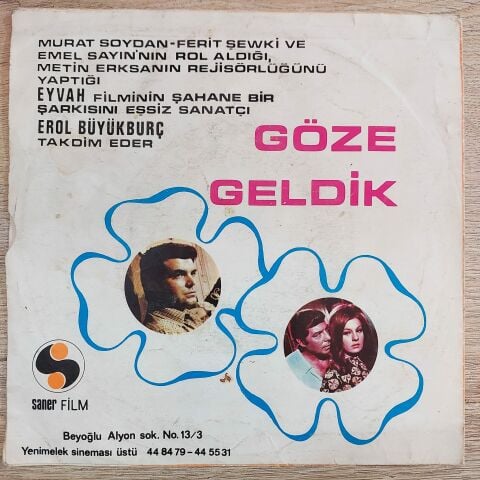 MURAT SOYDAN-FERİT ŞEWKİ VE
EMEL SAYIN'NIN ROL ALDIĞI,
METİN ERKSANIN REJİSÖRLÜĞÜNÜ
YAPTIĞI
EYVAH FİLMİNİN ŞAHANE BİR
ŞARKISINI EŞSİZ SANATÇI
EROL BÜYÜKBURÇ
TAKDİM EDER
GÖZE
GELDİK
saner FİLM
Beyoğlu Alyon sok. No. 13/3
Yenimelek sineması üstü 44 84 79 - 44 55 31